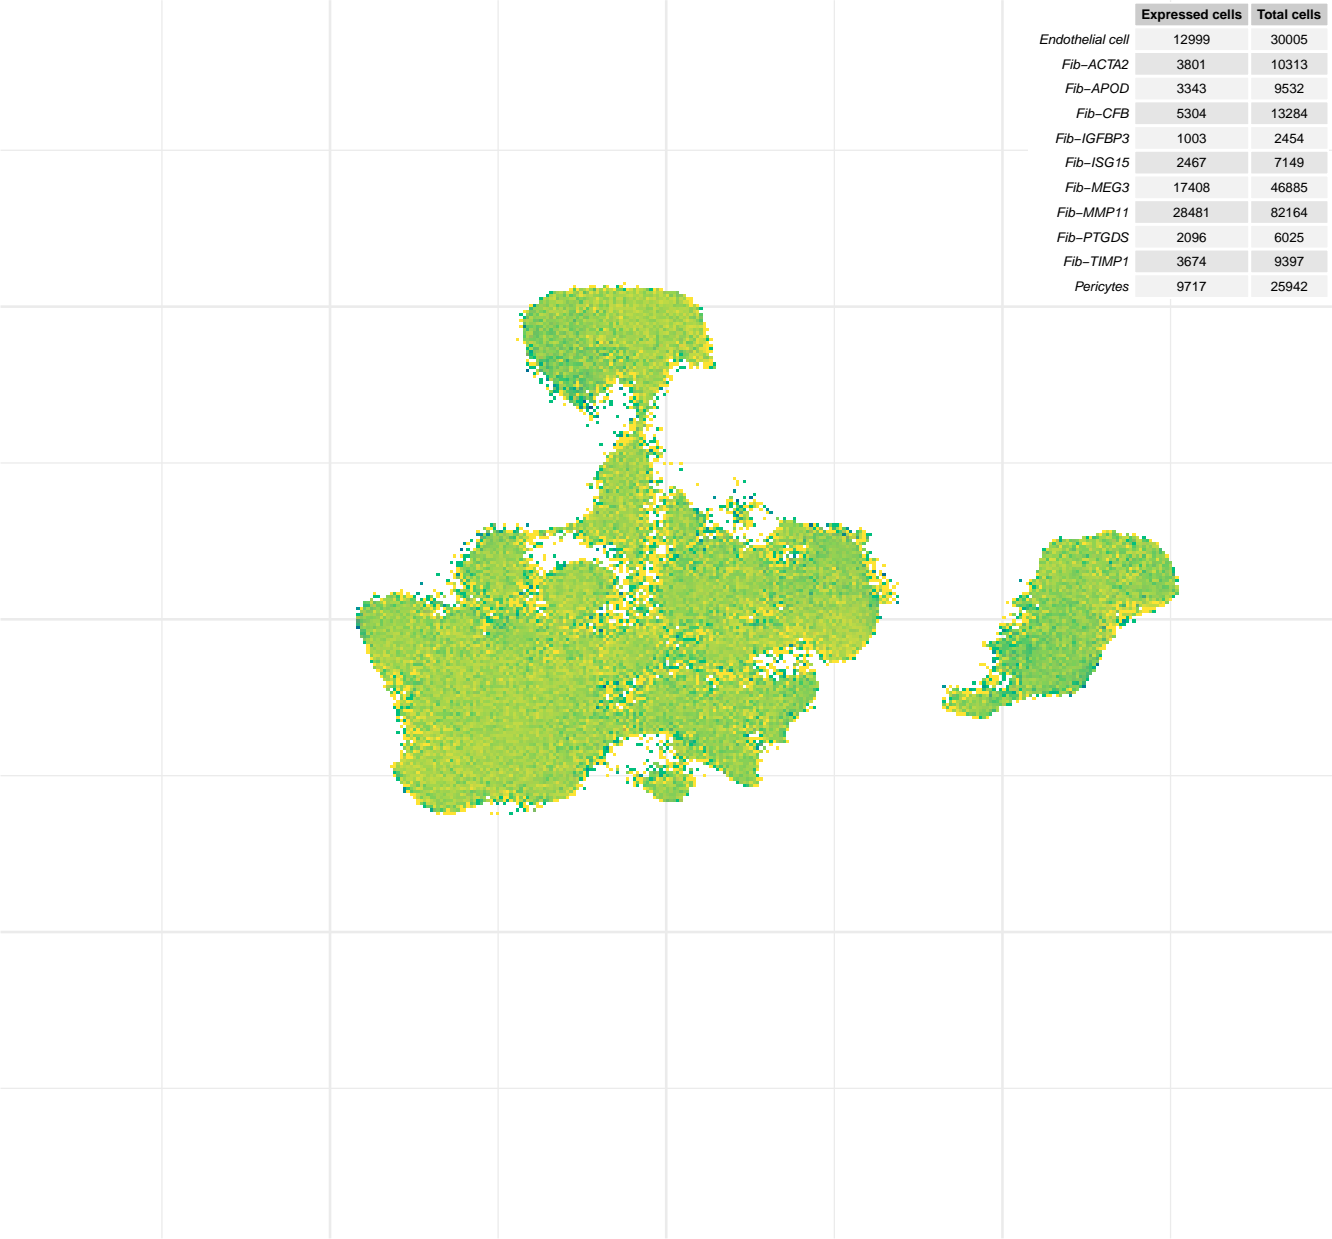 Expressed cells Total cells
Endothelial cell 12999 30005
Fib−ACTA2 3801 10313
Fib−APOD 3343 9532
Fib−CFB 5304 13284
Fib−IGFBP3 1003 2454
Fib−ISG15 2467 7149
Fib−MEG3 17408 46885
Fib−MMP11 28481 82164
Fib−PTGDS 2096 6025
Fib−TIMP1 3674 9397
Pericytes 9717 25942